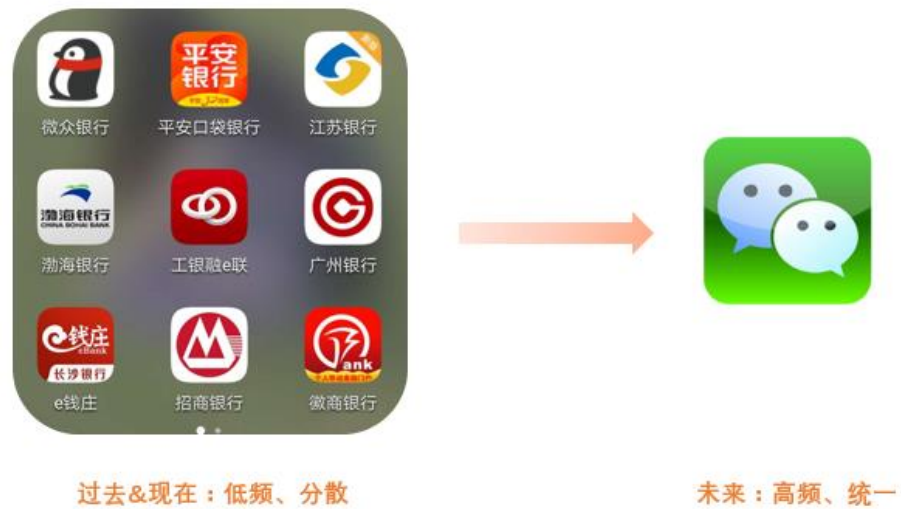 平安
银行
微众银行
平安口袋银行
江苏银行
渤海银行
CHINA BOHAI BANK
渤海银行
工银融e联
广州银行
e钱庄
eBank
长沙银行
ank
e钱庄
招商银行
徽商银行
过去&现在：低频、分散
未来：高频、统一